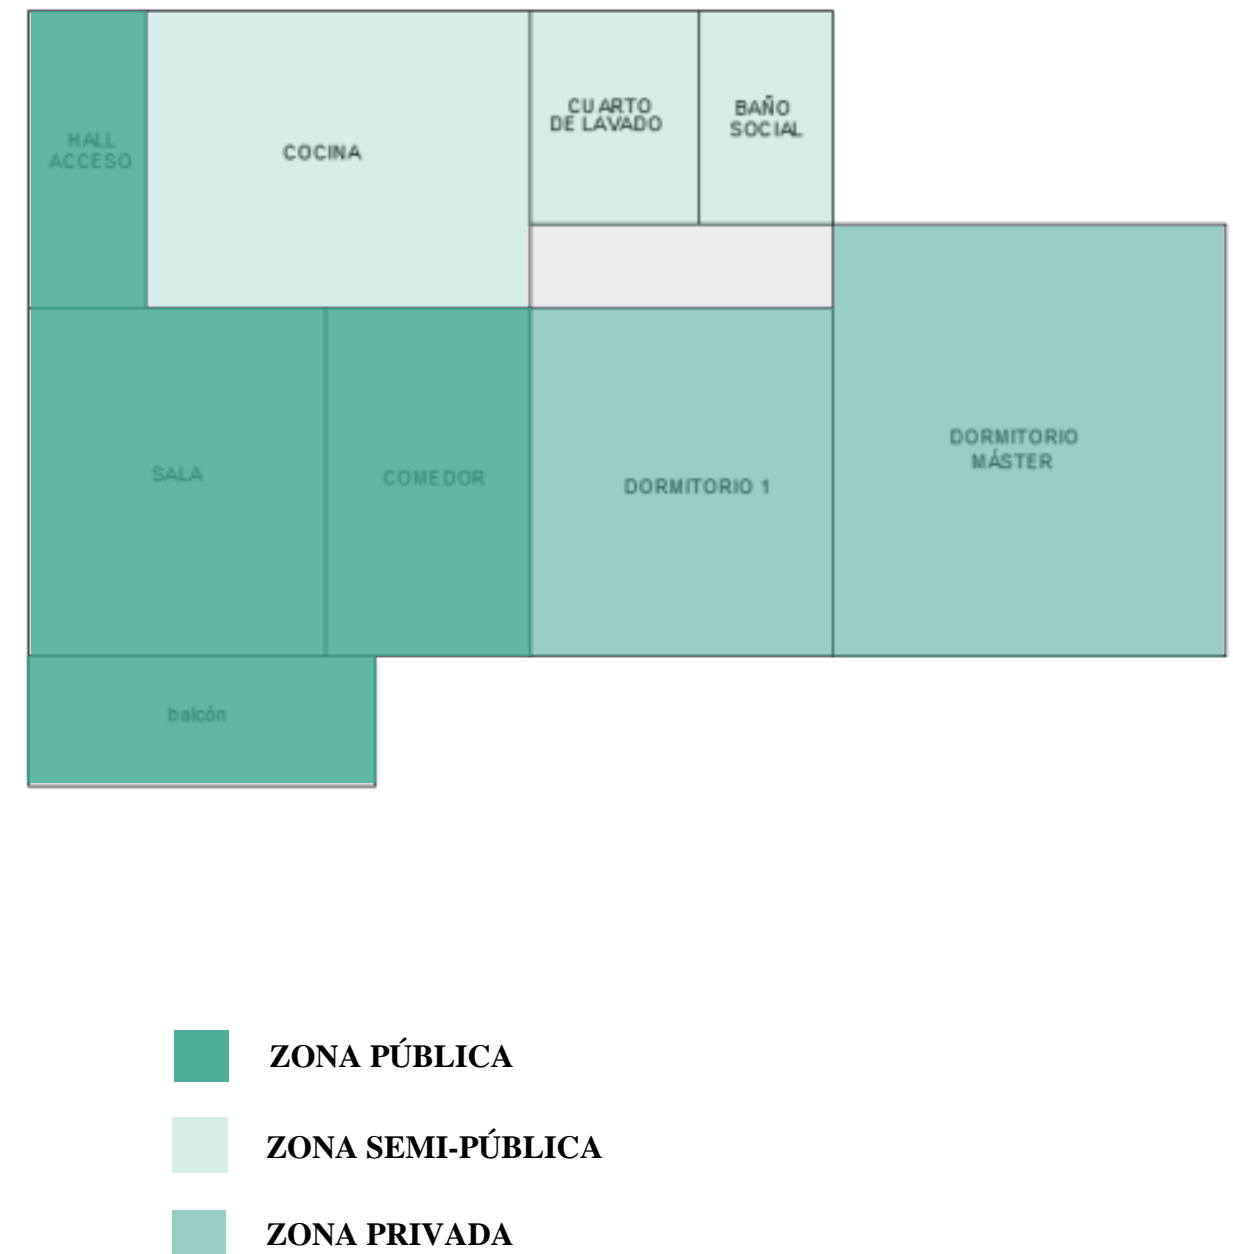 HALL
ACCESO
COCINA
CUARTO
DE LAVADO
BAÑO
SOCIAL
SALA
COMEDOR
DORMITORIO 1
DORMITORIO
MÁSTER
balcón
ZONA PÚBLICA
ZONA SEMI-PÚBLICA
ZONA PRIVADA